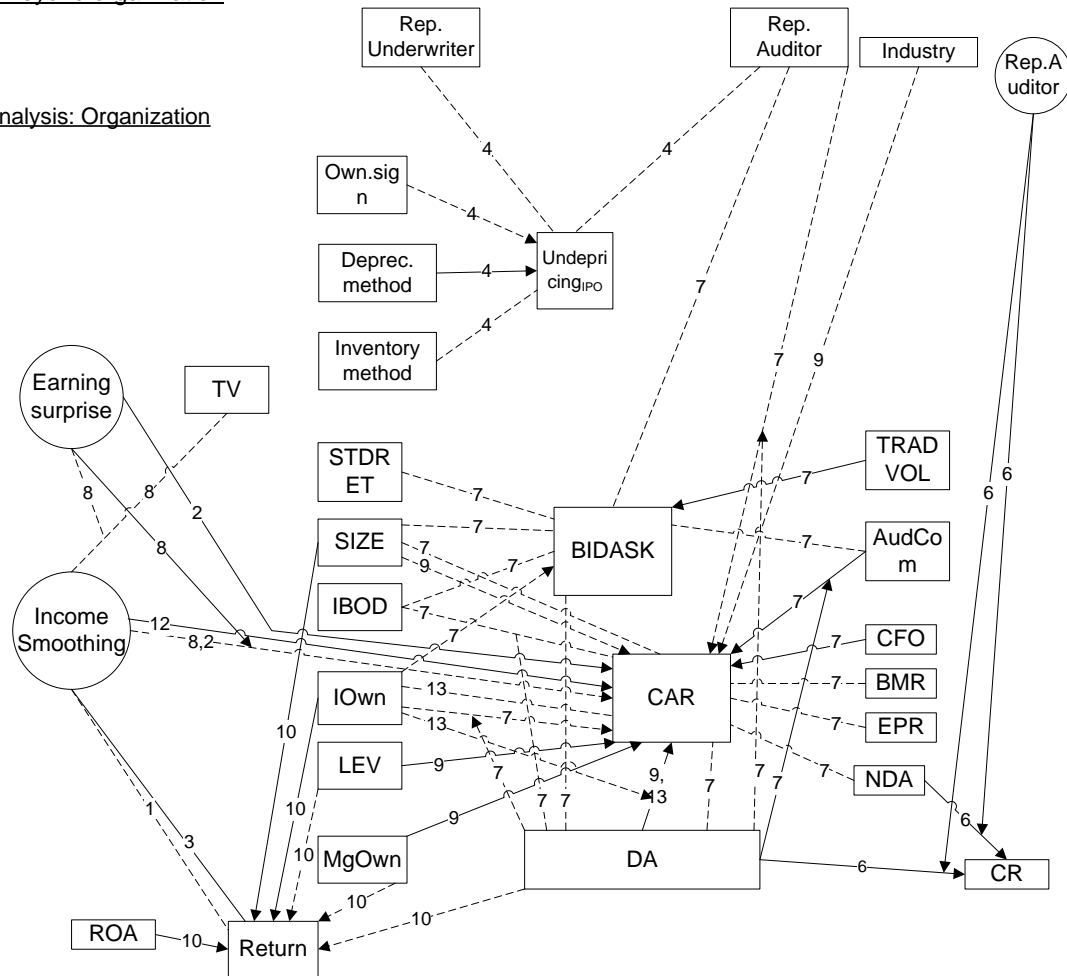 nalysis: Organization
Rep.
Underwriter
Rep.
Auditor
Industry
Rep.A
uditor
4
4
Own.sig
n
4
Deprec.
method
4
Undepri
cingIPO
Inventory
method
4
7
7
9
Earning
surprise
TV
8
8
2
8
STDR
ET
7
TRAD
VOL
7
6
6
SIZE
7
7
9
BIDASK
7
AudCo
m
IBOD
7
7
7
Income
Smoothing
12
8,2
7
CAR
7
CFO
7
BMR
7
EPR
IOwn
13
7
13
10
10
LEV
9
7
7
7
9,
13
7
7
7
7
NDA
1
3
10
MgOwn
9
DA
6
6
CR
10
10
ROA
10
Return